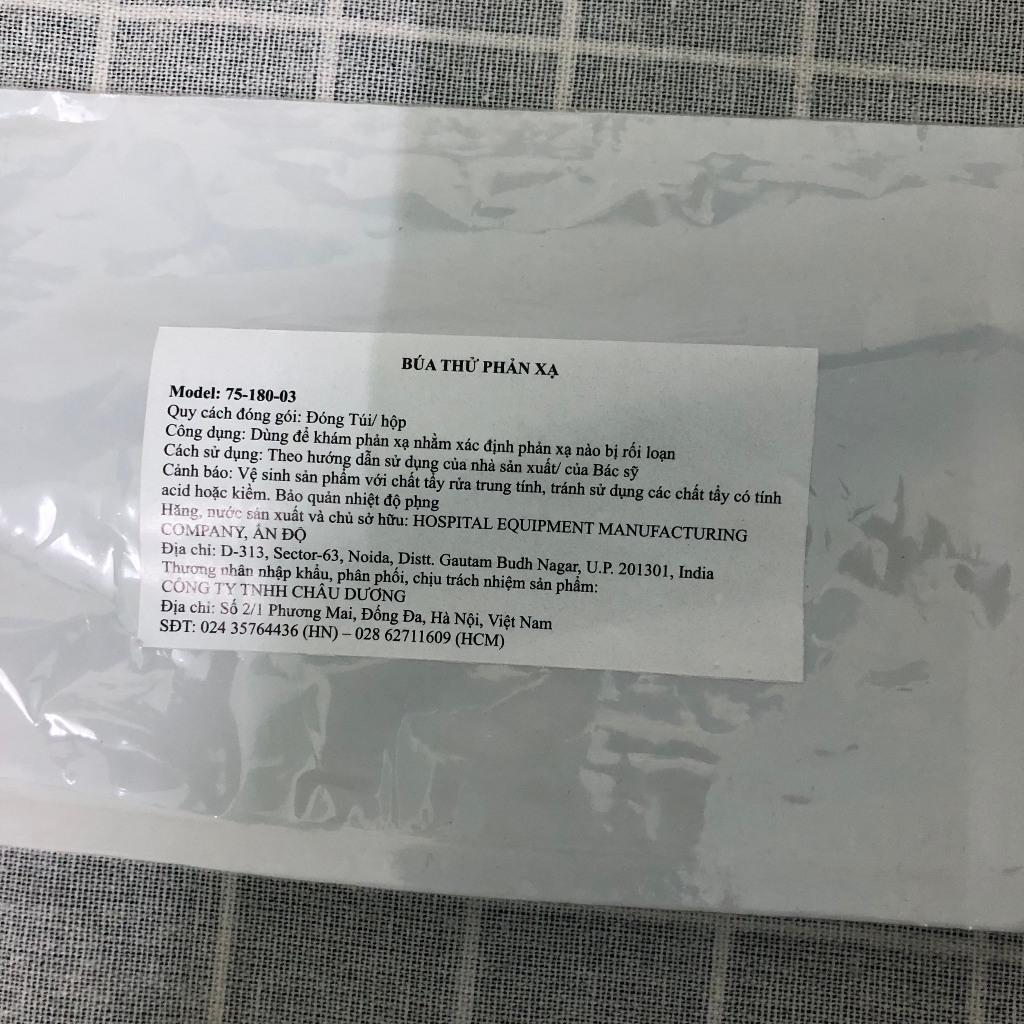 BÚA THỬ PHẢN XẠ
Model: 75-180-03
Quy cách đóng gói: Đóng Túi/ hộp
Công dụng: Dùng để khám phản xạ nhằm xác định phản xạ nào bị rối loạn
Cách sử dụng: Theo hướng dẫn sử dụng của nhà sản xuất/ của Bác sỹ
Cảnh báo: Vệ sinh sản phẩm với chất tẩy rửa trung tính, tránh sử dụng các chất tẩy có tính
acid hoặc kiềm. Bảo quản nhiệt độ phng
Hãng, nước sản xuất và chủ sở hữu: HOSPITAL EQUIPMENT MANUFACTURING
COMPANY, ẤN ĐỘ
Địa chỉ: D-313, Sector-63, Noida, Distt. Gautam Budh Nagar, U.P. 201301, India
Thương nhân nhập khẩu, phân phối, chịu trách nhiệm sản phẩm:
CÔNG TY TNHH CHÂU DƯƠNG
Địa chỉ: Số 2/1 Phương Mai, Đống Đa, Hà Nội, Việt Nam
SĐT: 024 35764436 (HN) – 028 62711609 (HCM)